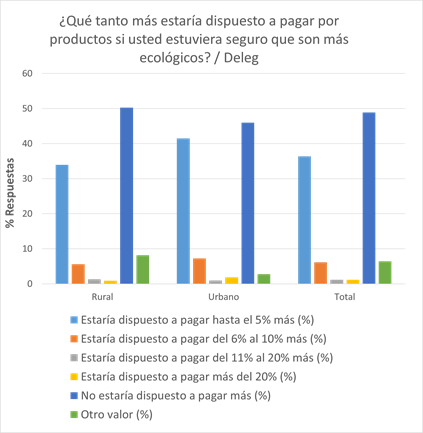 ¿Qué tanto más estaría dispuesto a pagar por
productos si usted estuviera seguro que son más
ecológicos? / Deleg
% Respuestas
60
50
40
30
20
10
0
Rural
Urbano
Total
Estaría dispuesto a pagar hasta el 5% más (%)
Estaría dispuesto a pagar del 6% al 10% más (%)
Estaría dispuesto a pagar del 11% al 20% más (%)
Estaría dispuesto a pagar más del 20% (%)
No estaría dispuesto a pagar más (%)
Otro valor (%)